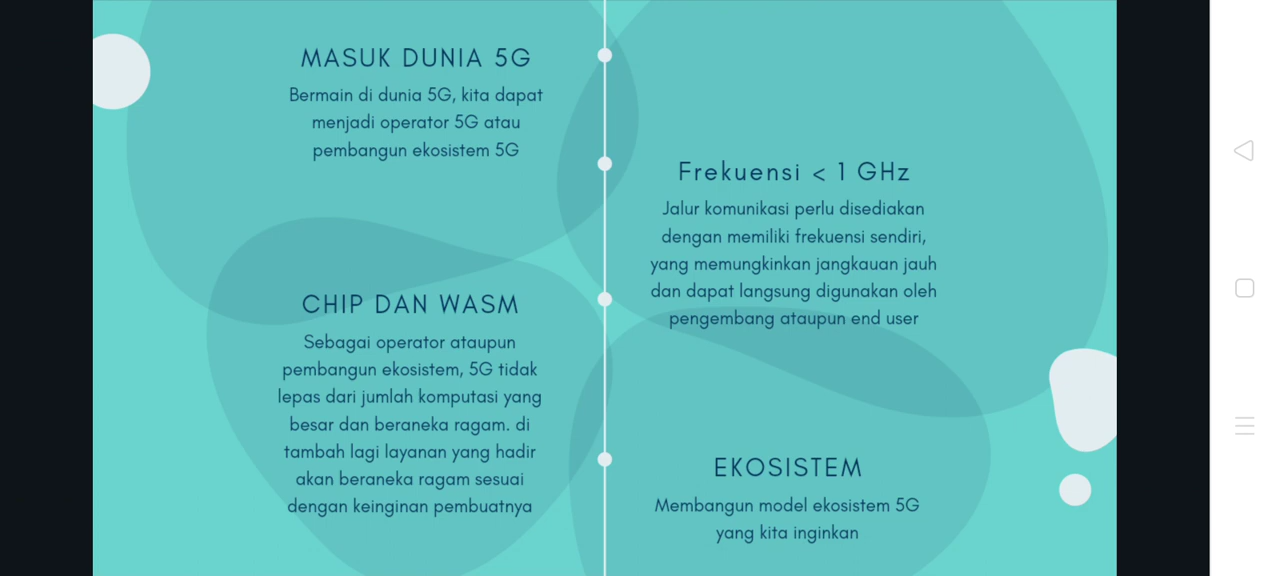 MASUK DUNIA 5G
Bermain di dunia 5G, kita dapat
menjadi operator 5G atau
pembangun ekosistem 5G
Frekuensi < 1 GHz
Jalur komunikasi perlu disediakan
dengan memiliki frekuensi sendiri,
yang memungkinkan jangkauan jauh
dan dapat langsung digunakan oleh
pengembang ataupun end user
CHIP DAN WASM
Sebagai operator ataupun
pembangun ekosistem, 5G tidak
lepas dari jumlah komputasi yang
besar dan beraneka ragam. di
tambah lagi layanan yang hadir
akan beraneka ragam sesuai
dengan keinginan pembuatnya
EKOSISTEM
Membangun model ekosistem 5G
yang kita inginkan